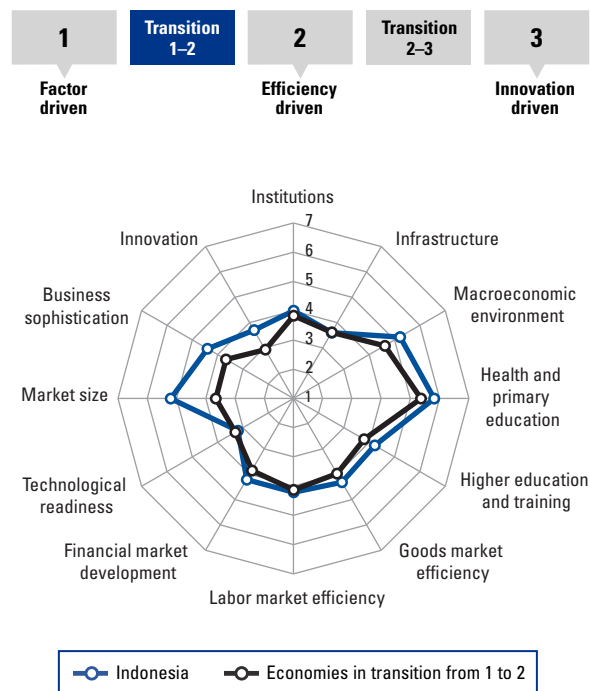 1
Transition
1–2
2
Transition
2–3
3
Factor
driven
Efficiency
driven
Innovation
driven
Institutions
Infrastructure
Macroeconomic
environment
Health and
primary
education
Higher education
and training
Goods market
efficiency
Labor market efficiency
Financial market
development
Technological
readiness
Market size
Business
sophistication
Innovation
7
6
5
4
3
2
1
Indonesia
Economies in transition from 1 to 2